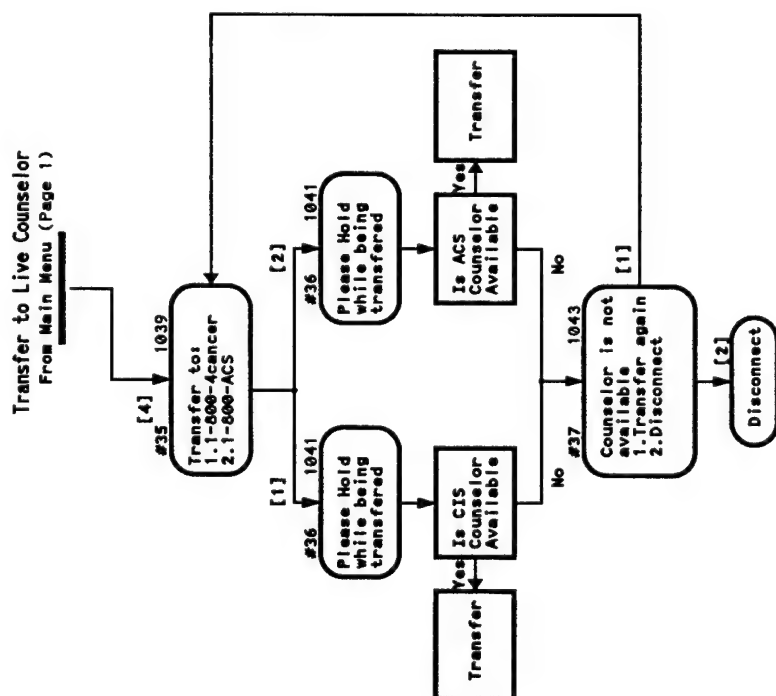 Transfer to Live Counselor
From Main Menu (Page 1)
[4]
#35 1039
Transfer to:
1.1-800-4cancer
2.1-800-ACS
[1]
[2]
#36 1041
Please Hold
while being
transfered
#36 1041
Please Hold
while being
transfered
Is CIS
Counselor
Available
Yes
Transfer
No
Is ACS
Counselor
Available
Yes
Transfer
No
#37 1043
Counselor is not
available
1.Transfer again
2.Disconnect
[1]
[2]
Disconnect